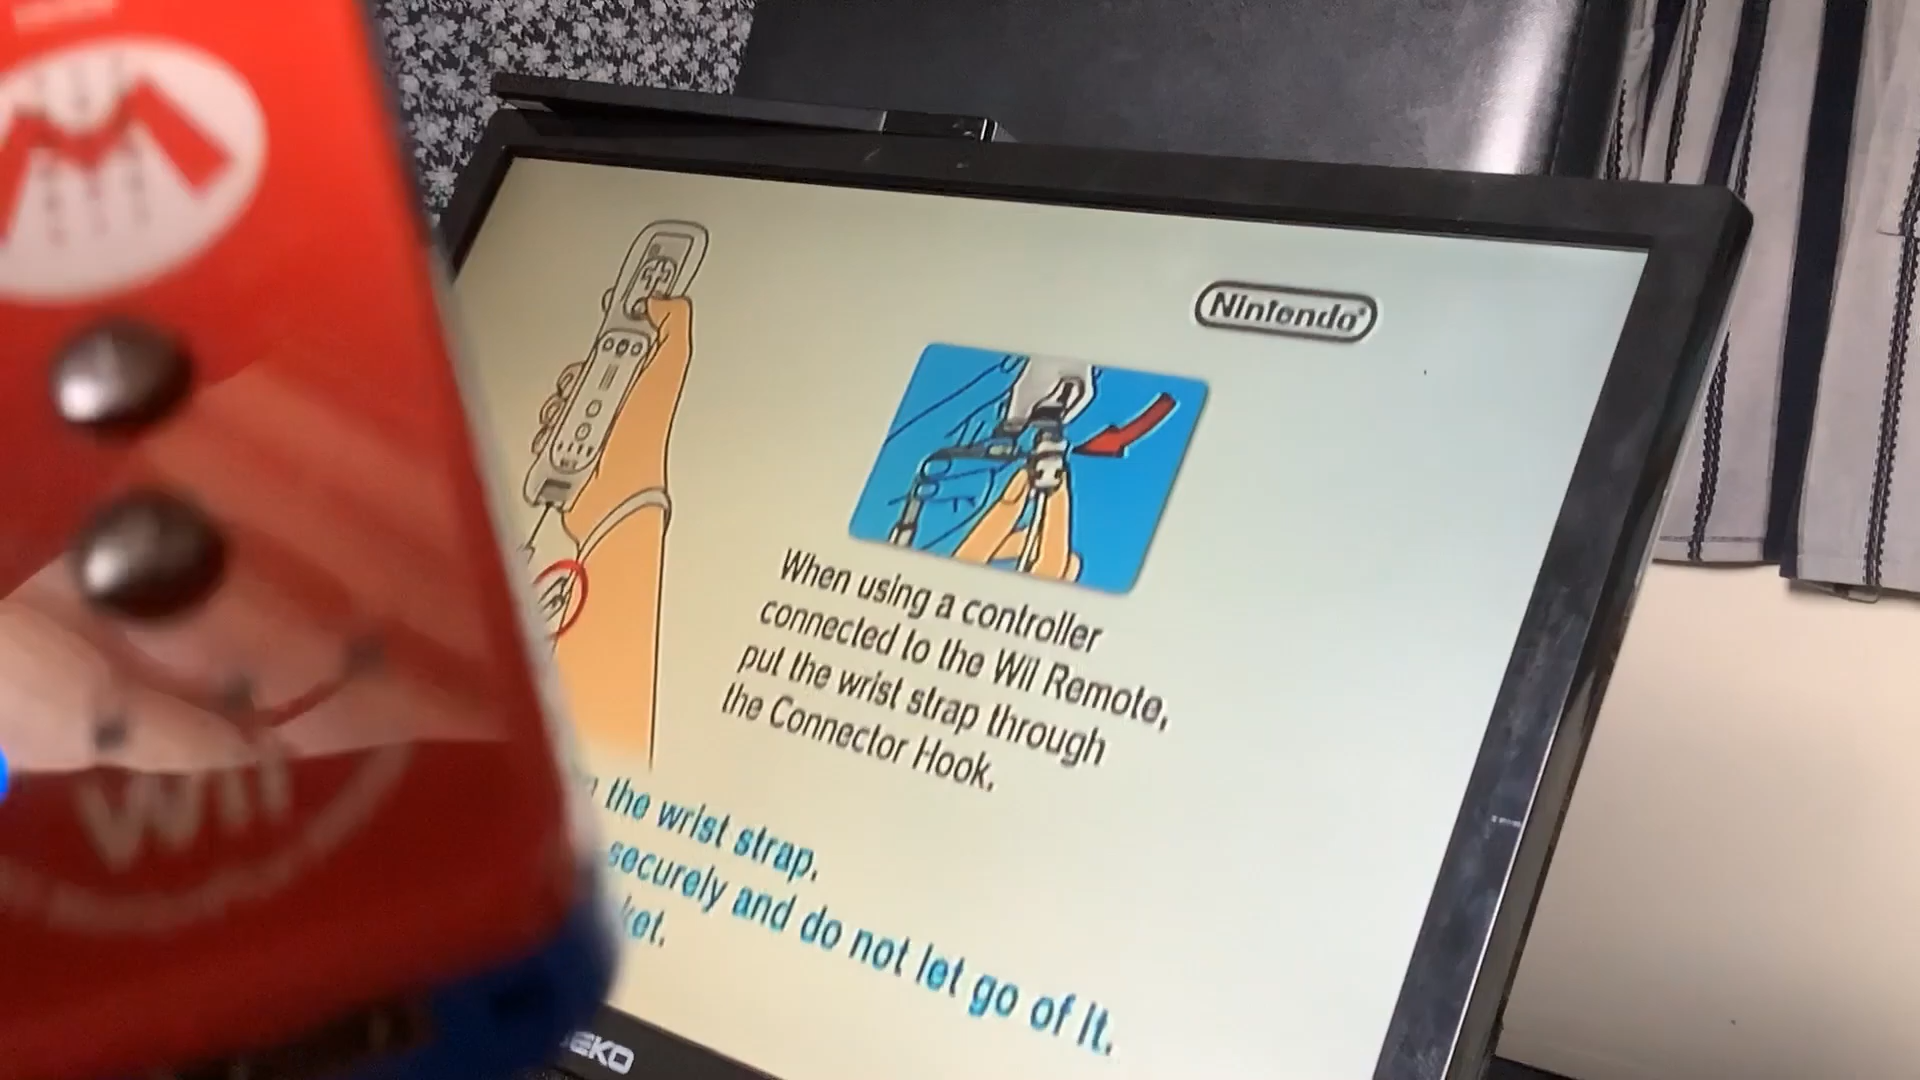 Nintendo®
When using a controller
connected to the Wii Remote,
put the wrist strap through
the Connector Hook.
the wrist strap.
securely and do not let go of it.
ket.
Wii
M